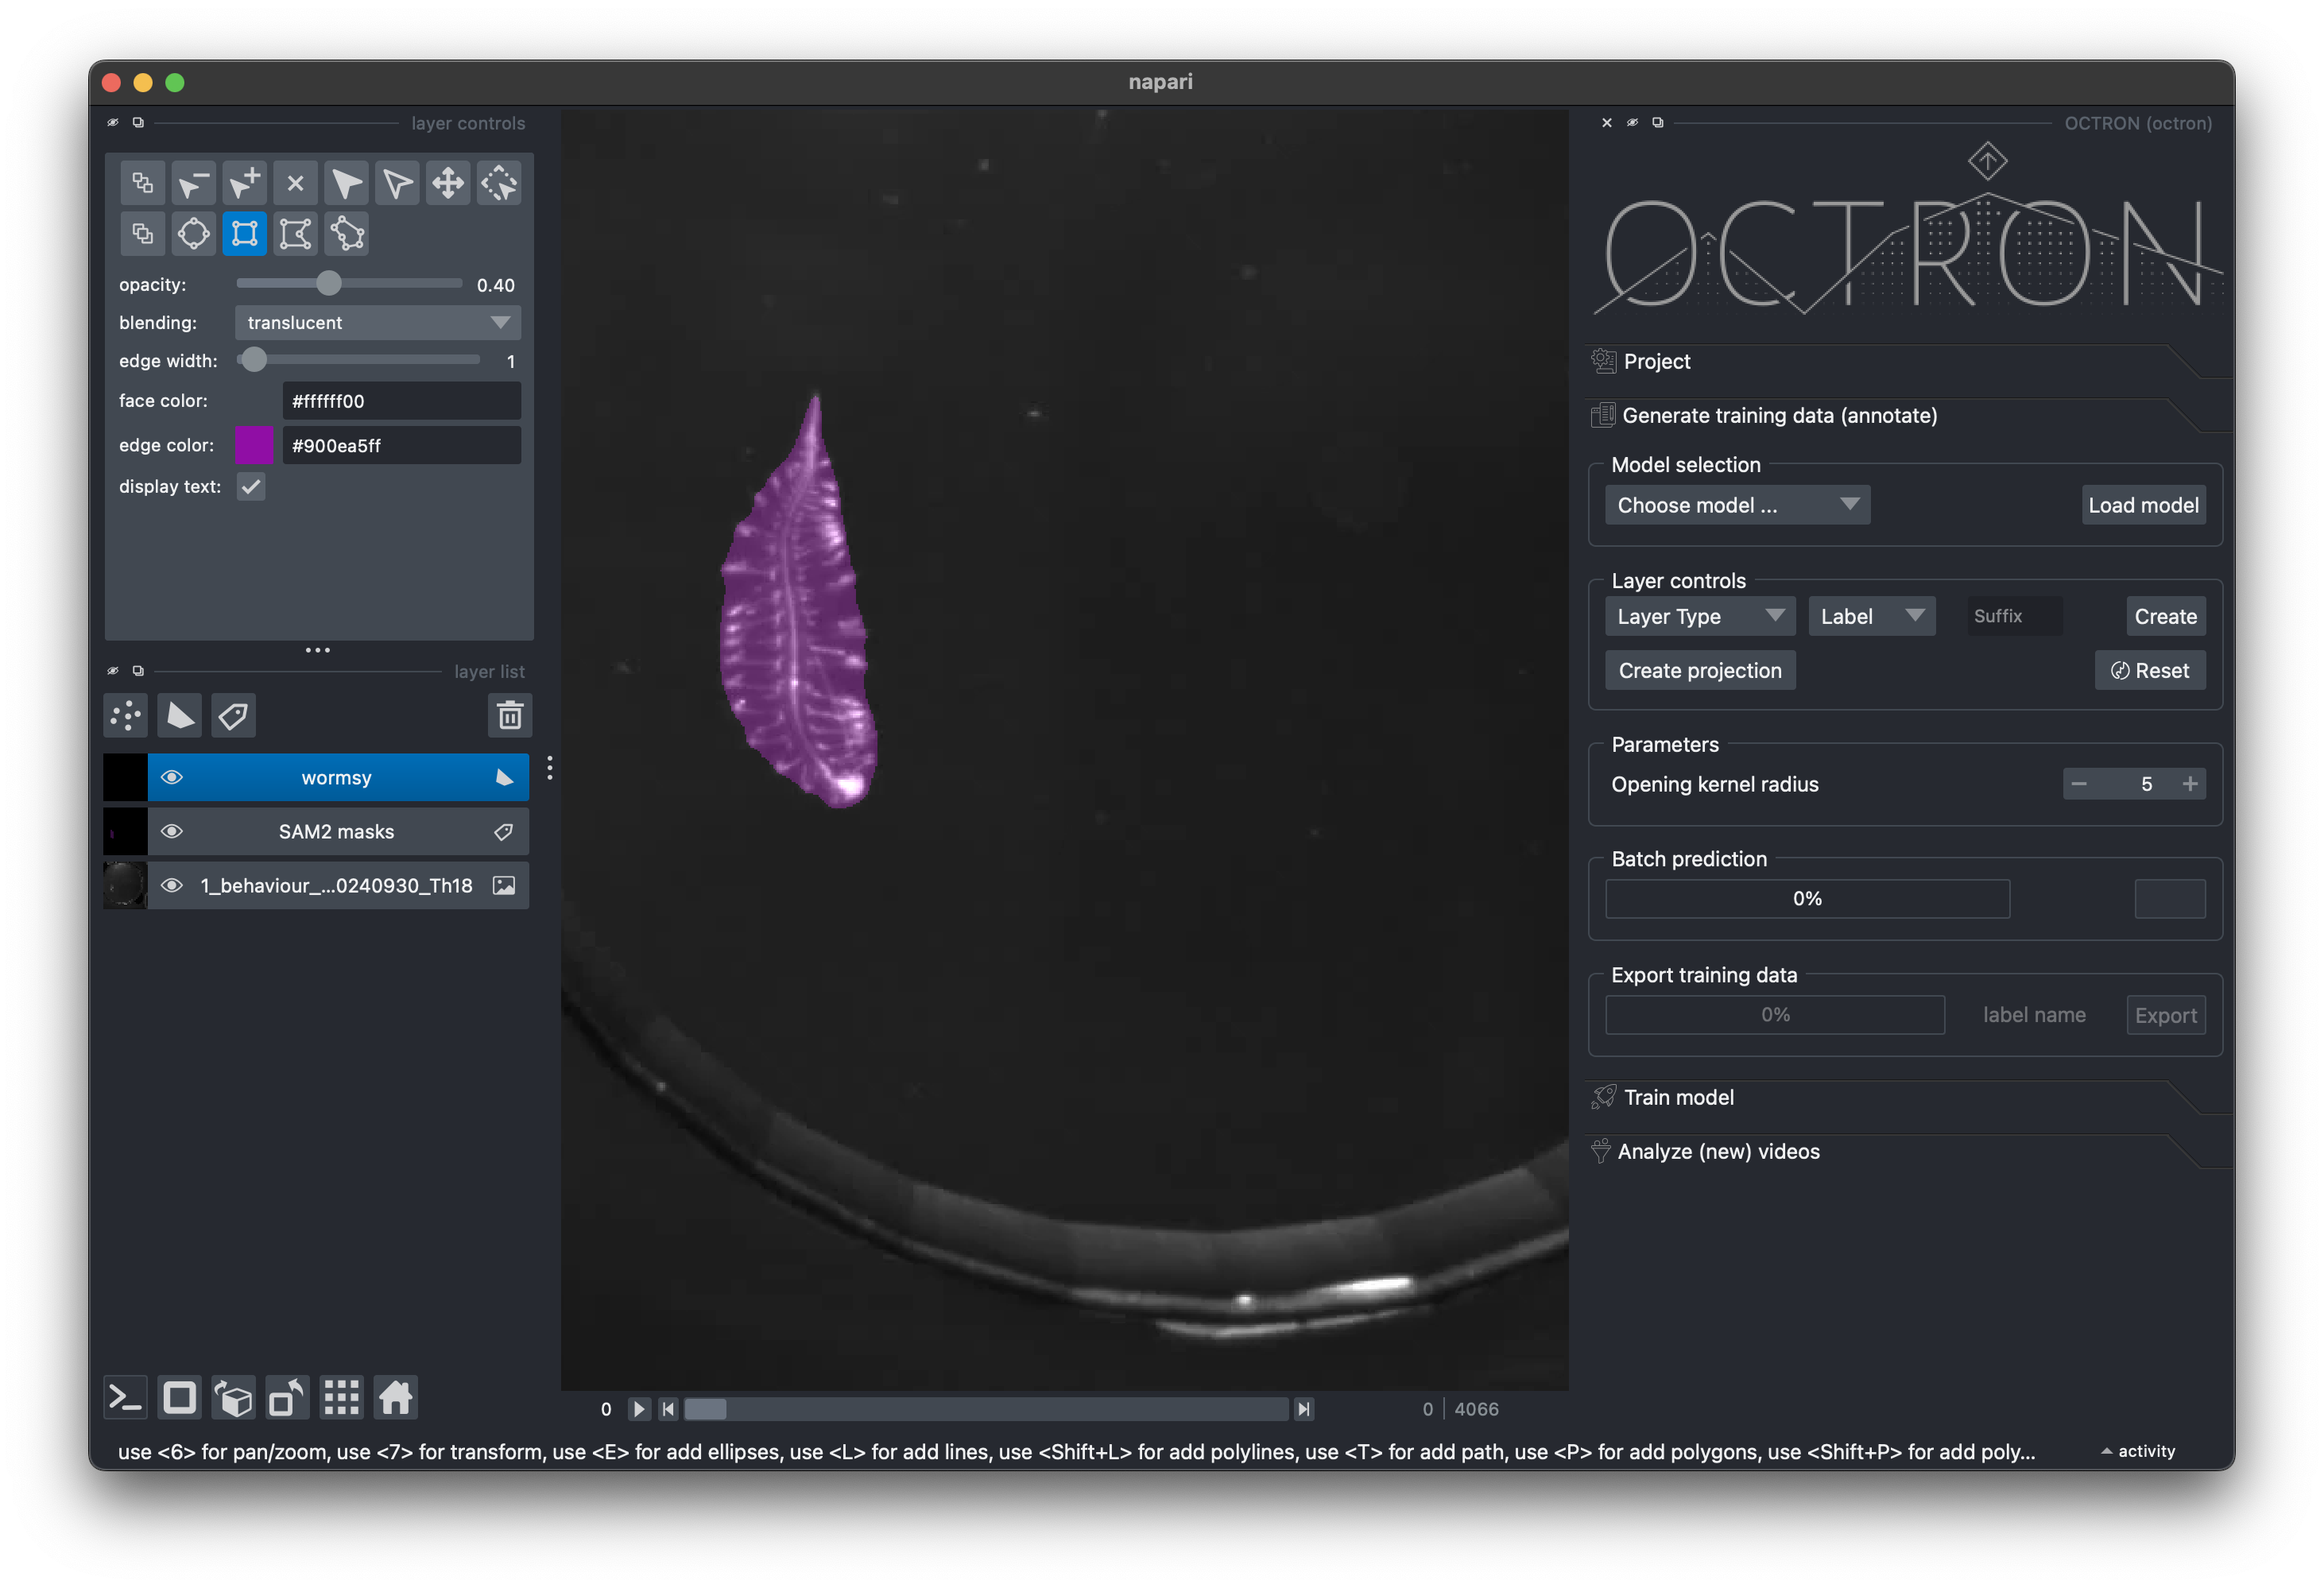 napari
layer controls
opacity: 0.40
blending: translucent
edge width: 1
face color: #ffffff00
edge color: #900ea5ff
display text:
layer list
wormsy
SAM2 masks
1_behaviour_...0240930_Th18
0 0 4066
use <6> for pan/zoom, use <7> for transform, use <E> for add ellipses, use <L> for add lines, use <Shift+L> for add polylines, use <T> for add path, use <P> for add polygons, use <Shift+P> for add poly...
activity
OCTRON (octron)
OCTRON
Project
Generate training data (annotate)
Model selection
Choose model ... Load model
Layer controls
Layer Type Label Suffix Create
Create projection Reset
Parameters
Opening kernel radius 5
Batch prediction
0%
Export training data
0% label name Export
Train model
Analyze (new) videos